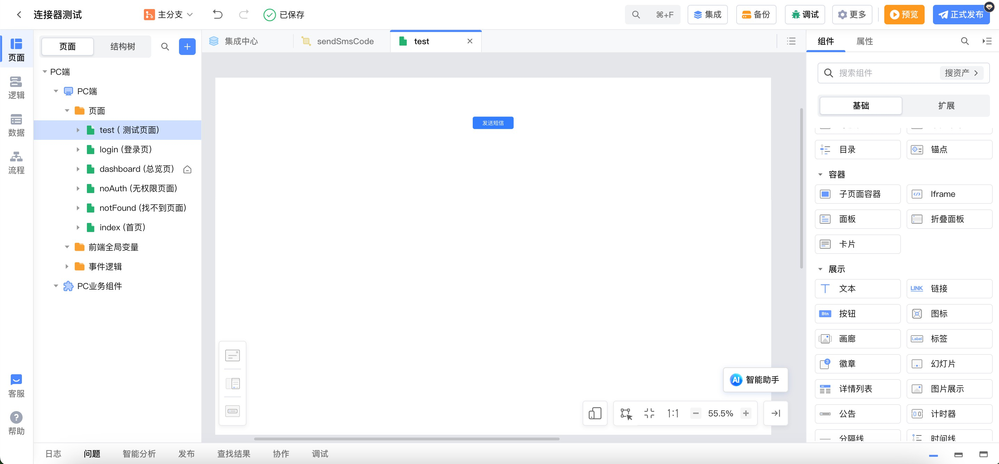 连接器测试
主分支
已保存
⌘+F
集成
备份
调试
更多
预览
正式发布
页面
逻辑
数据
流程
客服
帮助
页面
结构树
PC端
PC端
页面
test ( 测试页面)
login (登录页)
dashboard (总览页)
noAuth (无权限页面)
notFound (找不到页面)
index (首页)
前端全局变量
事件逻辑
PC业务组件
集成中心
sendSmsCode
test
发送短信
AI 智能助手
1:1
55.5%
组件
属性
搜索组件
搜资产
基础
扩展
目录
锚点
容器
子页面容器
Iframe
面板
折叠面板
卡片
展示
文本
LINK 链接
Btn 按钮
图标
画廊
Label 标签
3 徽章
幻灯片
详情列表
图片展示
公告
计时器
分隔线
时间线
日志
问题
智能分析
发布
查找结果
协作
调试